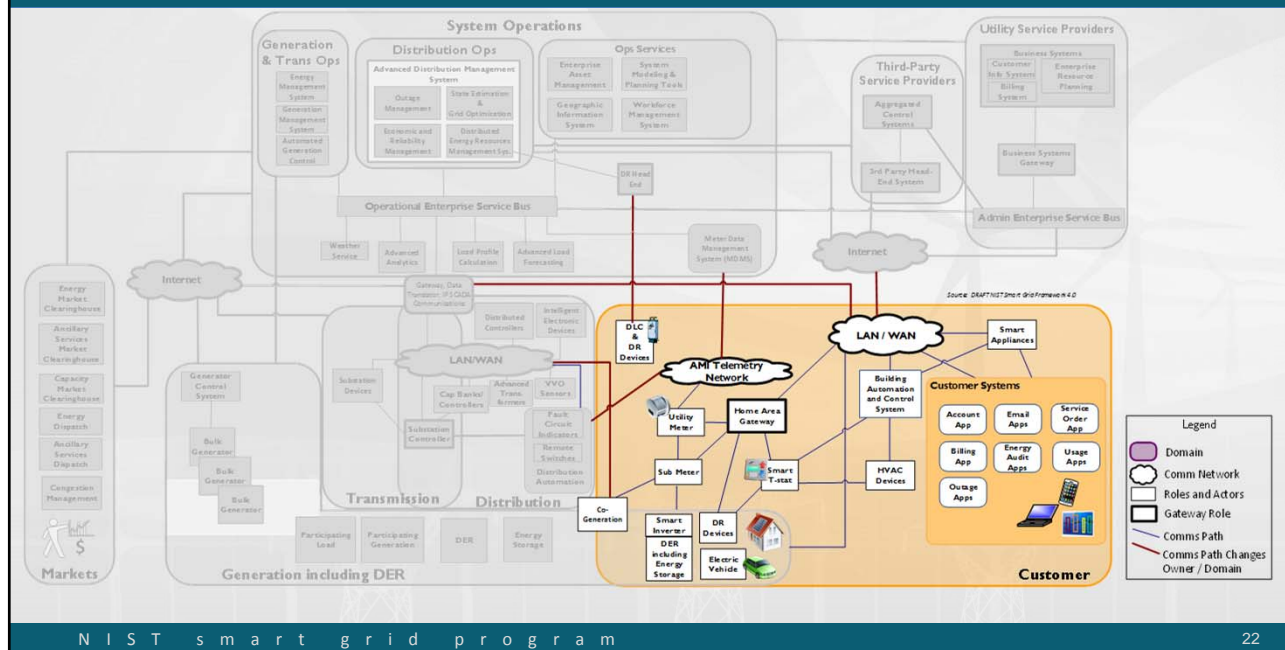 System Operations
Generation
& Trans Ops
Energy
Management
System
Generation
Management
System
Automated
Generation
Control
Distribution Ops
Advanced Distribution Management
System
Outage
Management
State Estimation
&
Grid Optimization
Economic and
Reliability
Management
Distributed
Energy Resources
Management Sys.
Ops Services
Enterprise
Asset
Management
System
Modeling &
Planning Tools
Geographic
Information
System
Workforce
Management
System
DR Head
End
Operational Enterprise Service Bus
Weather
Service
Advanced
Analytics
Load Profile
Calculation
Advanced Load
Forecasting
Meter Data
Management
System (MDMS)
Third-Party
Service Providers
Aggregated
Control
Systems
3rd Party Head-
End System
Utility Service Providers
Business Systems
Customer
Info. System
Billing
System
Enterprise
Resource
Planning
Business Systems
Gateway
Admin Enterprise Service Bus
Internet
Internet
Energy
Market
Clearinghouse
Ancillary
Services
Market
Clearinghouse
Capacity
Market
Clearinghouse
Energy
Dispatch
Ancillary
Services
Dispatch
Congestion
Management
$
Markets
Generator
Control
System
Bulk
Generator
Bulk
Generator
Bulk
Generator
Participating
Load
Participating
Generation
DER
Energy
Storage
Generation including DER
Gateway, Data
Communications
Distributed
Controllers
Intelligent
Electronic
Devices
LAN/WAN
Substation
Devices
Cap Banks/
Controllers
Advanced
Trans-
formers
VVO
Sensors
Substation
Controller
Fault
Circuit
Indicators
Remote
Switches
Distribution
Automation
Transmission
Distribution
Source: DRAFT NIST Smart Grid Framework 4.0
DLC
&
DR
Devices
LAN / WAN
Smart
Appliances
AMI Telemetry
Network
Building
Automation
and Control
System
Utility
Meter
Home Area
Gateway
Sub Meter
Smart
T-stat
HVAC
Devices
Co-
Generation
Smart
Inverter
DER
including
Energy
Storage
DR
Devices
Electric
Vehicle
Customer Systems
Account
App
Email
Apps
Service
Order
App
Billing
App
Energy
Audit
Apps
Usage
Apps
Outage
Apps
Customer
Legend
Domain
Comm Network
Roles and Actors
Gateway Role
Comms Path
Comms Path Changes
Owner / Domain
NIST smart grid program
22